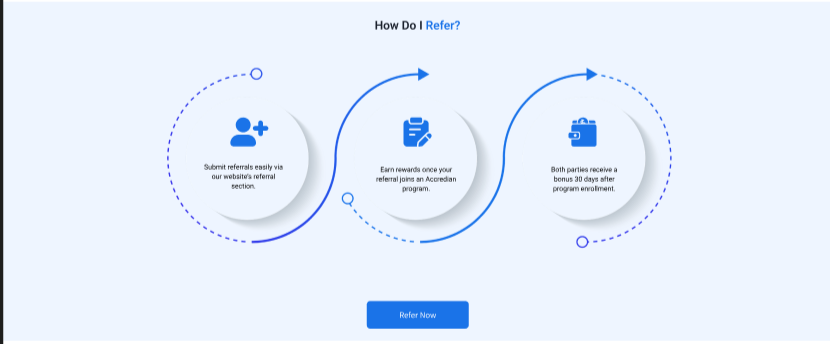 How Do I Refer?
Submit referrals easily via
our website's referral
section.
Earn rewards once your
referral joins an Accredian
program.
Both parties receive a
bonus 30 days after
program enrollment.
Refer Now